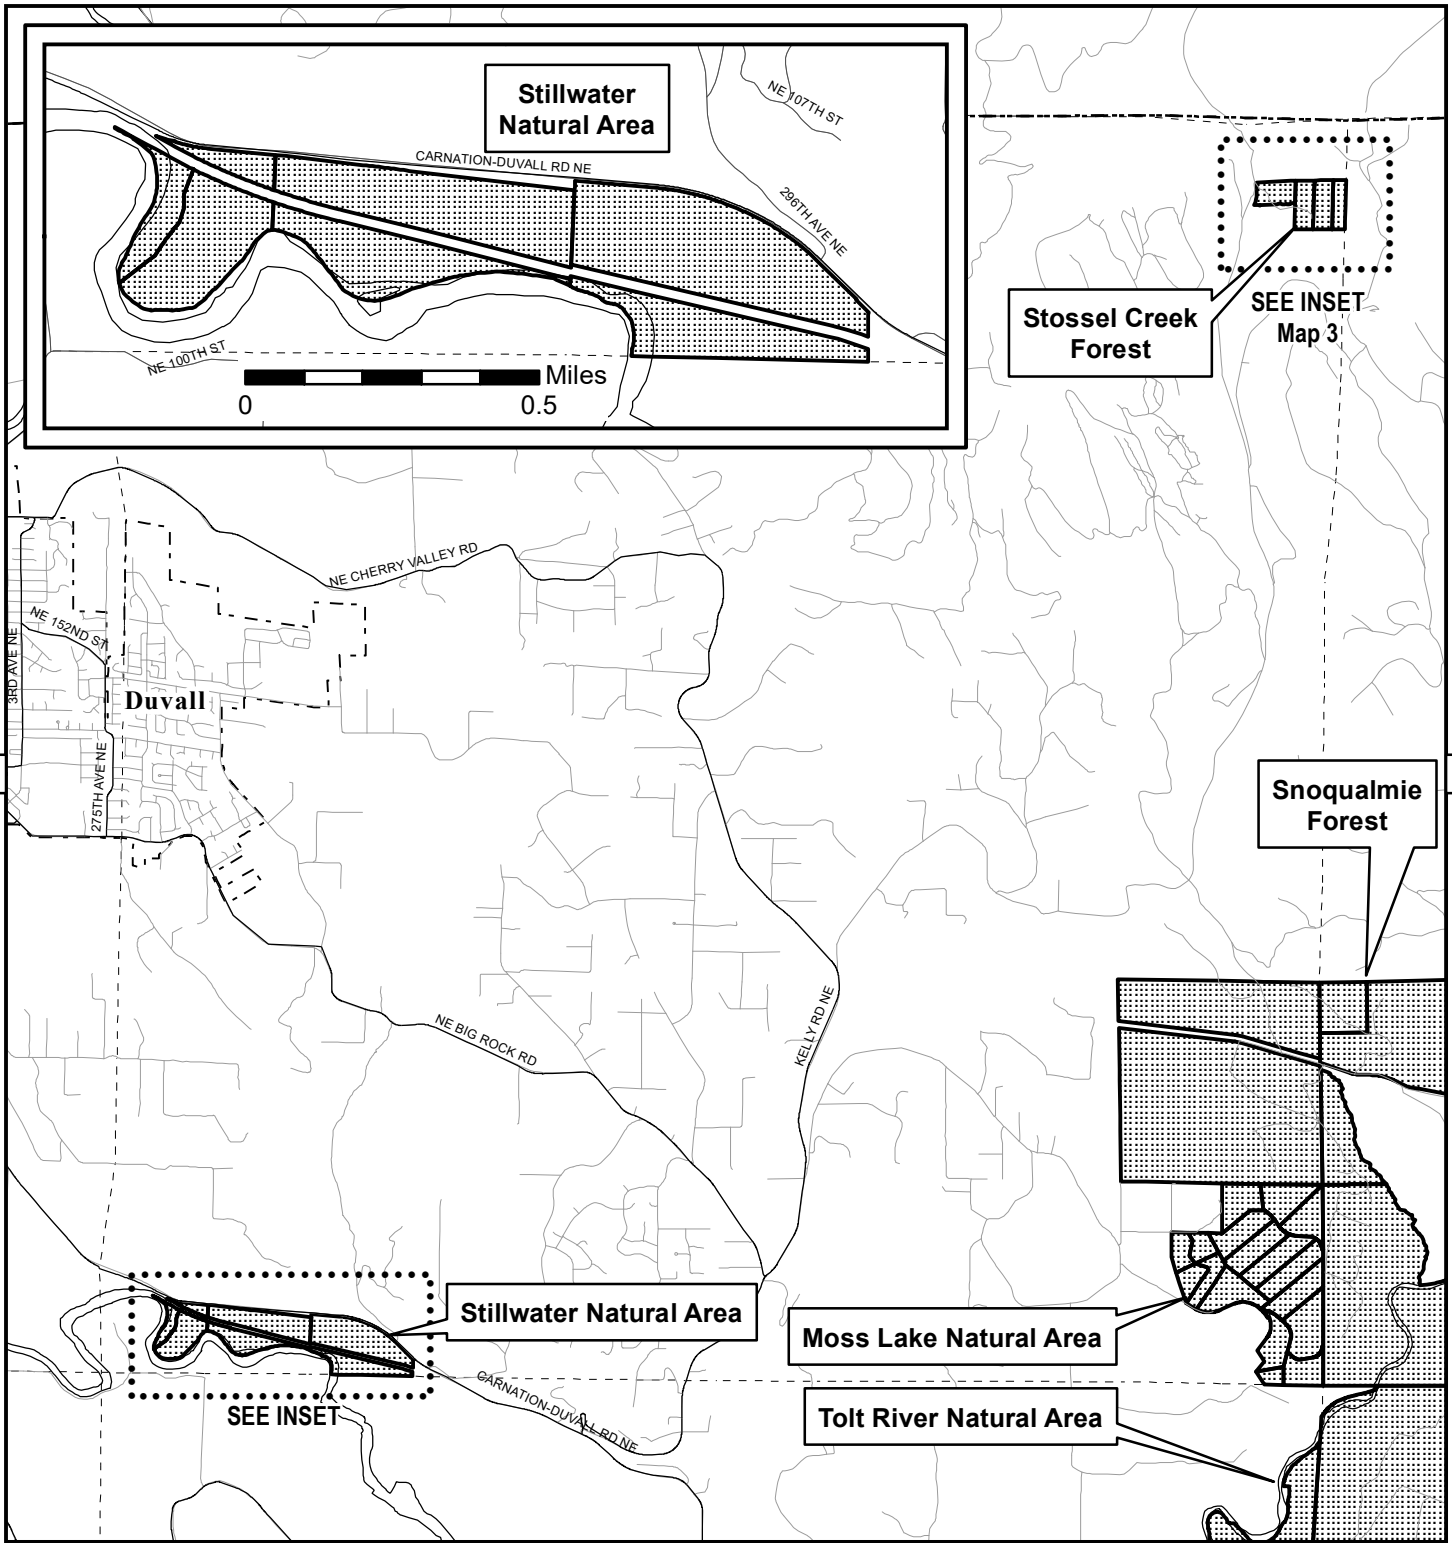 Stillwater
Natural Area
NE 107TH ST
CARNATION-DUVALL RD NE
296TH AVE NE
NE 100TH ST
Miles
0 0.5
Stossel Creek
Forest
SEE INSET
Map 3
NE CHERRY VALLEY RD
NE 152ND ST
3RD AVE NE
Duvall
275TH AVE NE
Snoqualmie
Forest
NE BIG ROCK RD
KELLY RD NE
Stillwater Natural Area
Moss Lake Natural Area
SEE INSET
CARNATION-DUVALL RD NE
Tolt River Natural Area